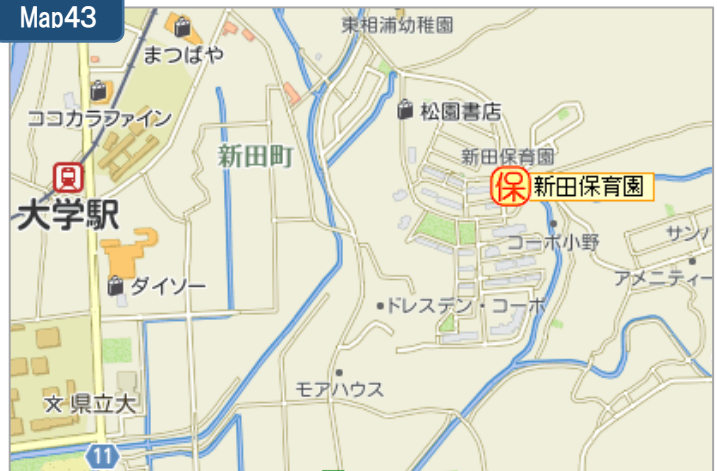 Map43
東相浦幼稚園
まつばや
ココカラファイン
松園書店
新田町
新田保育園
保 新田保育園
大学駅
コーポ小野
サンハ
アメニティー
ダイソー
ドレスデン・コーポ
モアハウス
文 県立大
11